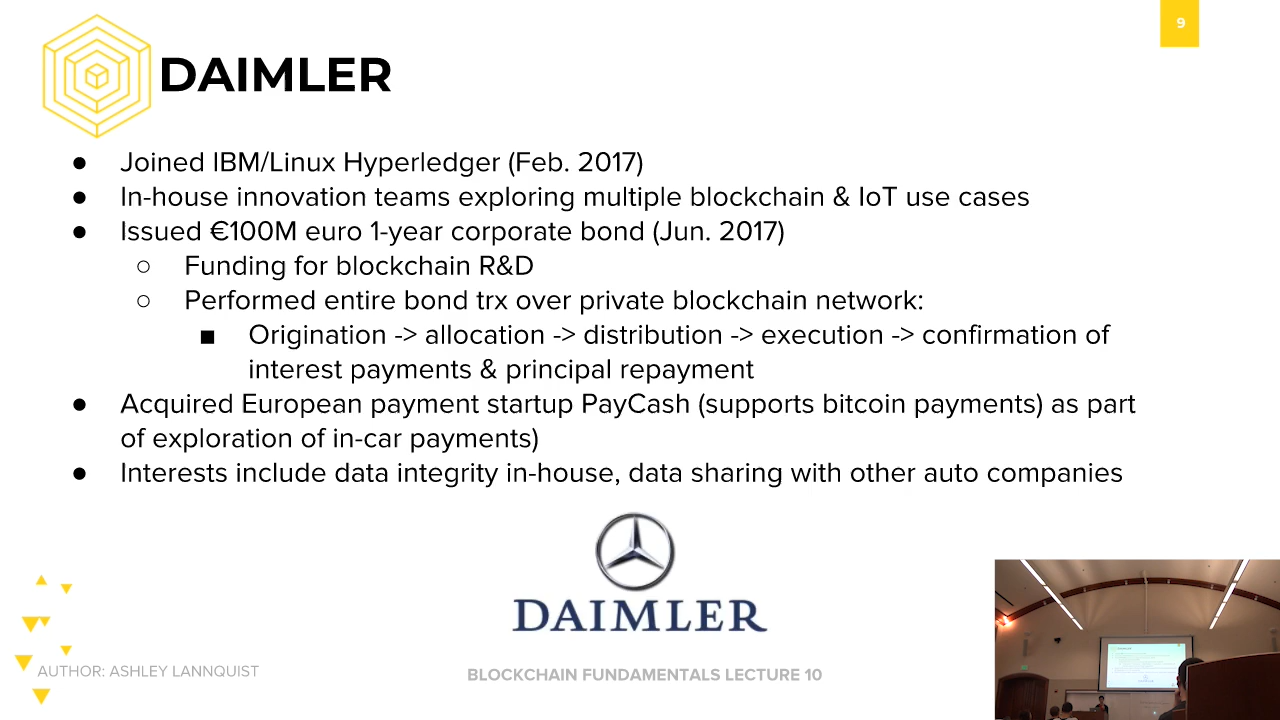 9
DAIMLER
● Joined IBM/Linux Hyperledger (Feb. 2017)
● In-house innovation teams exploring multiple blockchain & IoT use cases
● Issued €100M euro 1-year corporate bond (Jun. 2017)
○ Funding for blockchain R&D
○ Performed entire bond trx over private blockchain network:
■ Origination -> allocation -> distribution -> execution -> confirmation of
interest payments & principal repayment
● Acquired European payment startup PayCash (supports bitcoin payments) as part
of exploration of in-car payments)
● Interests include data integrity in-house, data sharing with other auto companies
DAIMLER
AUTHOR: ASHLEY LANNQUIST
BLOCKCHAIN FUNDAMENTALS LECTURE 10